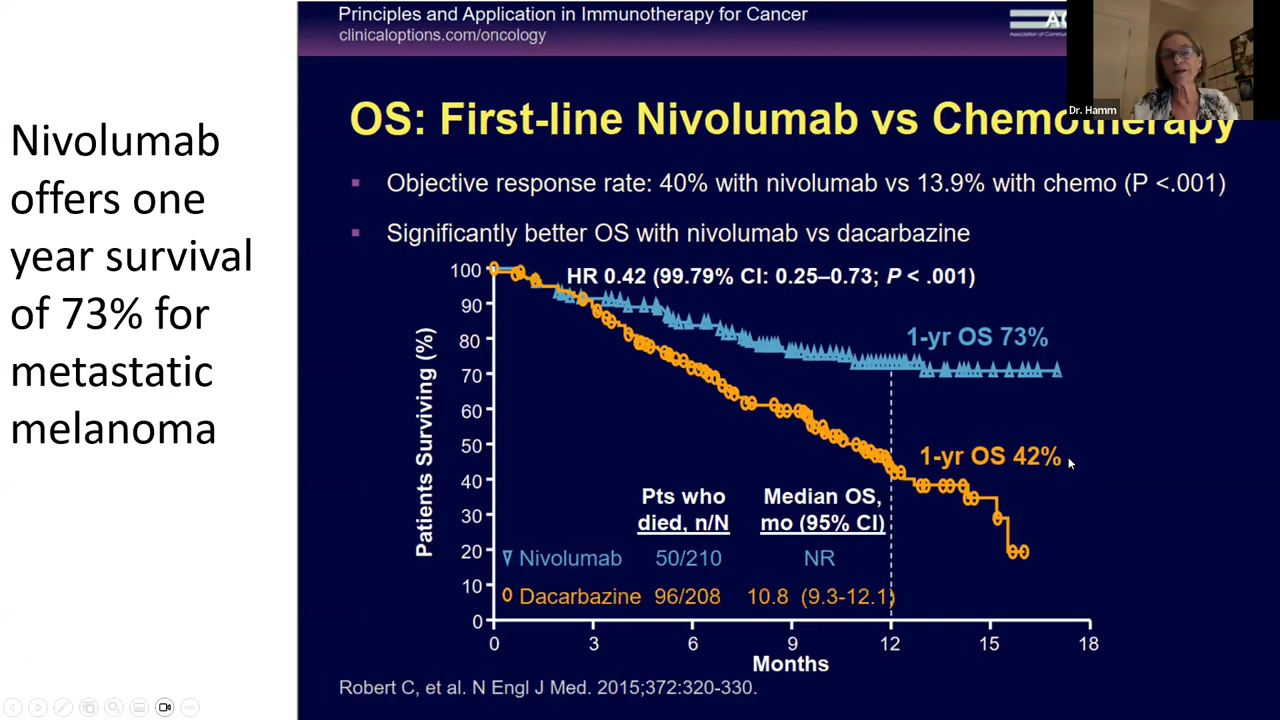 Principles and Application in Immunotherapy for Cancer
clinicaloptions.com/oncology
Dr. Hamm
Nivolumab
offers one
year survival
of 73% for
metastatic
melanoma
OS: First-line Nivolumab vs Chemotherapy
▪ Objective response rate: 40% with nivolumab vs 13.9% with chemo (P <.001)
▪ Significantly better OS with nivolumab vs dacarbazine
HR 0.42 (99.79% CI: 0.25–0.73; P < .001)
Patients Surviving (%)
100
90
80
70
60
50
40
30
20
10
0
1-yr OS 73%
1-yr OS 42%
Pts who died, n/N
Median OS, mo (95% CI)
Nivolumab 50/210 NR
Dacarbazine 96/208 10.8 (9.3-12.1)
0 3 6 9 12 15 18
Months
Robert C, et al. N Engl J Med. 2015;372:320-330.